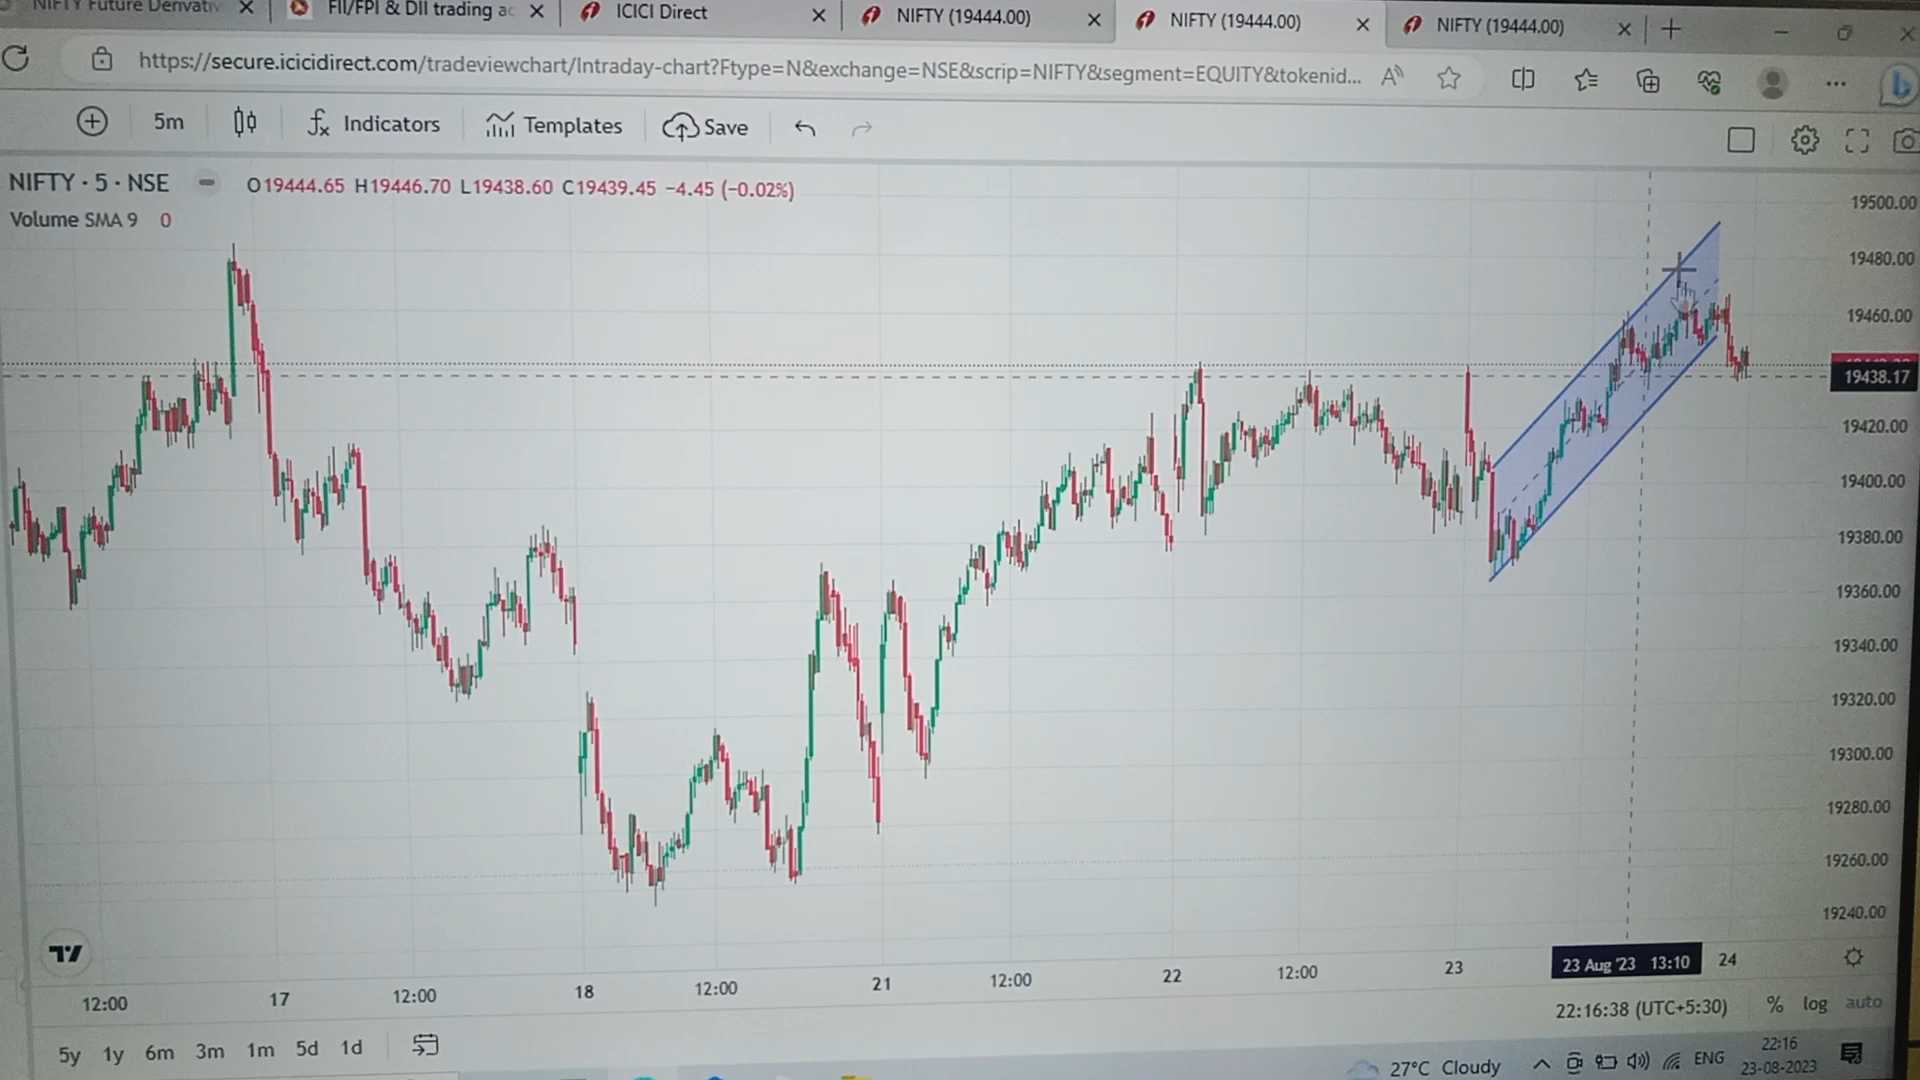 NIFTY Future Derivativ
FII/FPI & DII trading ac
ICICI Direct
NIFTY (19444.00)
NIFTY (19444.00)
NIFTY (19444.00)
https://secure.icicidirect.com/tradeviewchart/Intraday-chart?Ftype=N&exchange=NSE&scrip=NIFTY&segment=EQUITY&tokenid...
5m
Indicators
Templates
Save
NIFTY · 5 · NSE
O19444.65 H19446.70 L19438.60 C19439.45 −4.45 (−0.02%)
Volume SMA 9 0
19500.00
19480.00
19460.00
19438.17
19420.00
19400.00
19380.00
19360.00
19340.00
19320.00
19300.00
19280.00
19260.00
19240.00
12:00
17
12:00
18
12:00
21
12:00
22
12:00
23
23 Aug '23 13:10
24
22:16:38 (UTC+5:30)
%
log
auto
5y 1y 6m 3m 1m 5d 1d
27°C Cloudy
ENG
22:16
23-08-2023